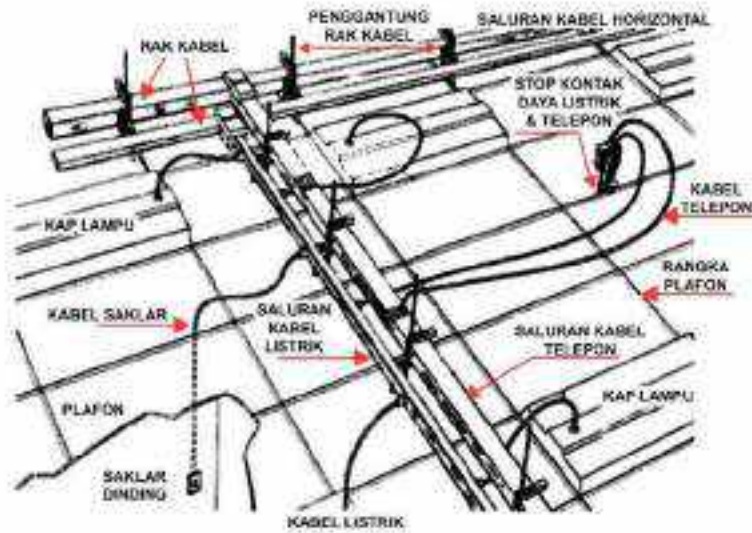 PENGGANTUNG
RAK KABEL
SALURAN KABEL HORIZONTAL
RAK KABEL
STOP KONTAK
DAYA LISTRIK
& TELEPON
KABEL
TELEPON
KAP LAMPU
RANGKA
PLAFON
KABEL SAKLAR
SALURAN
KABEL
LISTRIK
SALURAN KABEL
TELEPON
PLAFON
KAP LAMPU
SAKLAR
DINDING
KABEL LISTRIK